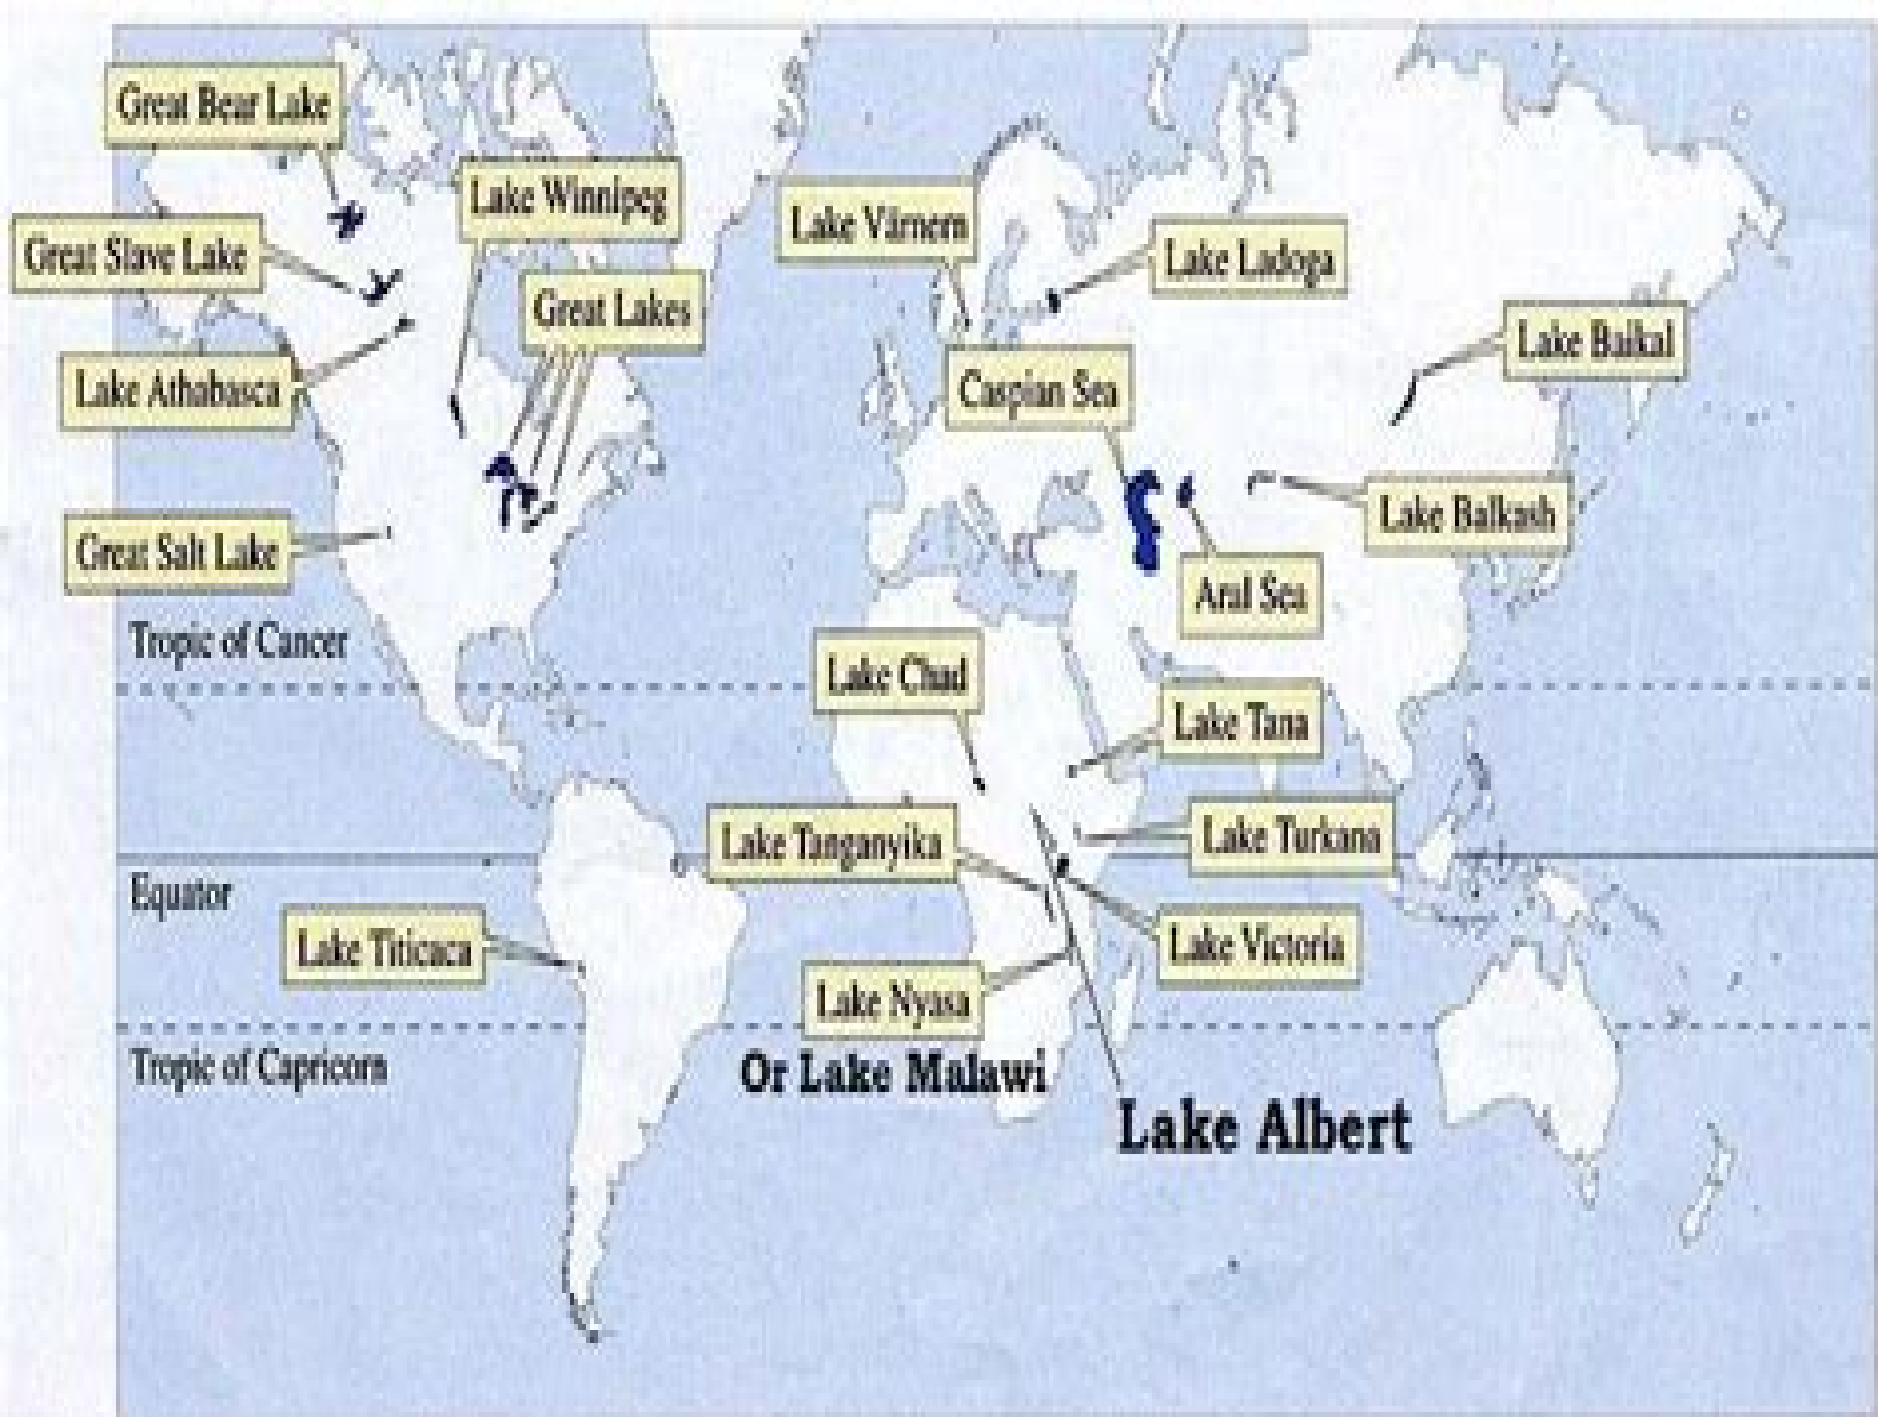 Great Bear Lake
Lake Winnipeg
Lake Värnern
Great Slave Lake
Lake Ladoga
Great Lakes
Lake Baikal
Lake Athabasca
Caspian Sea
Lake Balkash
Great Salt Lake
Aral Sea
Tropic of Cancer
Lake Chad
Lake Tana
Lake Tanganyika
Lake Turkana
Equator
Lake Titicaca
Lake Victoria
Lake Nyasa
Tropic of Capricorn
Or Lake Malawi
Lake Albert